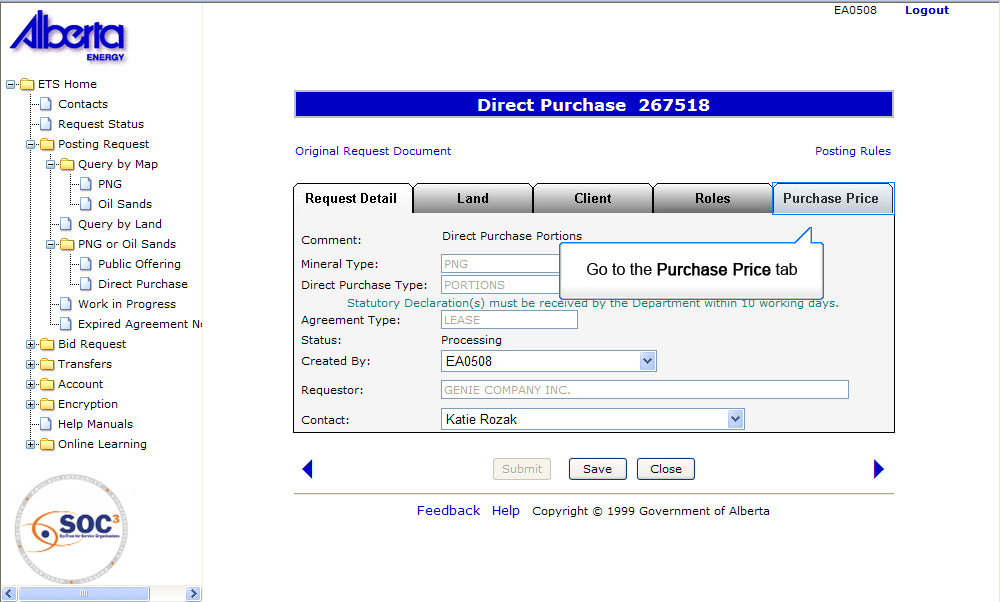 EA0508 Logout
Alberta
ENERGY
ETS Home
Contacts
Request Status
Posting Request
Query by Map
PNG
Oil Sands
Query by Land
PNG or Oil Sands
Public Offering
Direct Purchase
Work in Progress
Expired Agreement No
Bid Request
Transfers
Account
Encryption
Help Manuals
Online Learning
SOC3
Direct Purchase 267518
Original Request Document Posting Rules
Request Detail Land Client Roles Purchase Price
Comment: Direct Purchase Portions
Go to the Purchase Price tab
Mineral Type: PNG
Direct Purchase Type: PORTIONS
Statutory Declaration(s) must be received by the Department within 10 working days.
Agreement Type: LEASE
Status: Processing
Created By: EA0508
Requestor: GENIE COMPANY INC.
Contact: Katie Rozak
Submit Save Close
Feedback Help Copyright © 1999 Government of Alberta